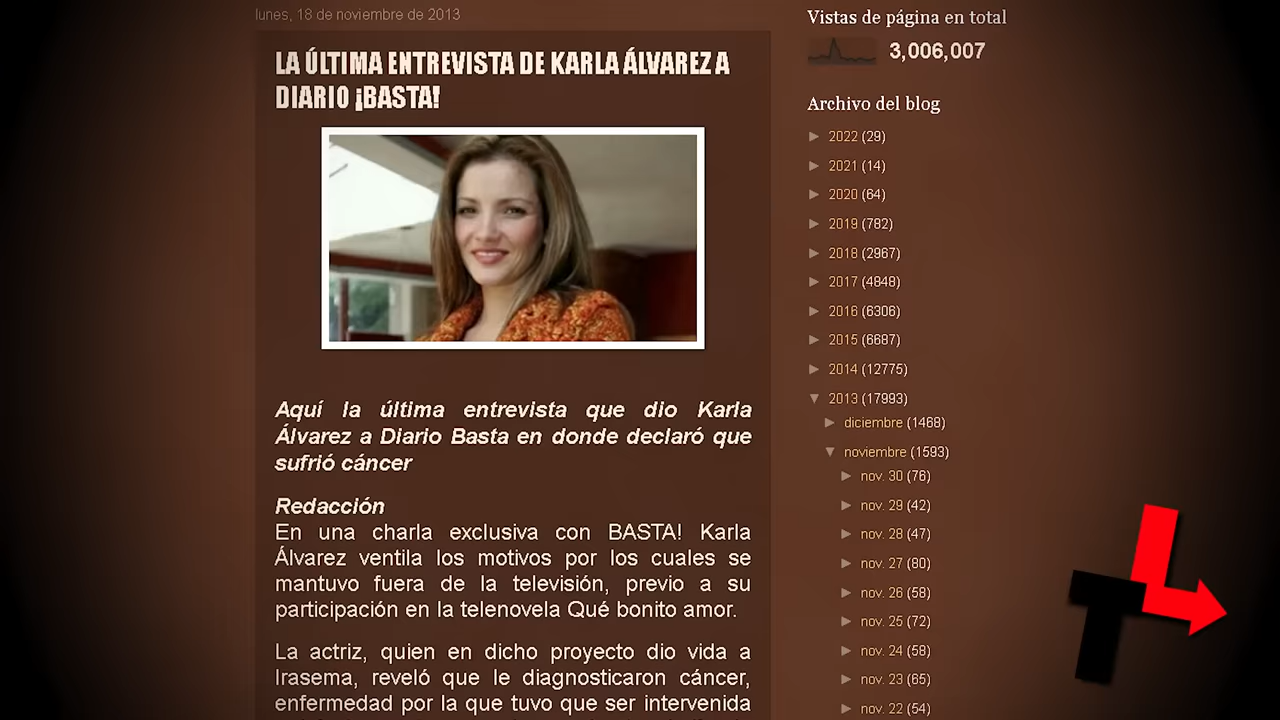 lunes, 18 de noviembre de 2013
LA ÚLTIMA ENTREVISTA DE KARLA ÁLVAREZ A
DIARIO ¡BASTA!
Aquí la última entrevista que dio Karla
Álvarez a Diario Basta en donde declaró que
sufrió cáncer
Redacción
En una charla exclusiva con BASTA! Karla
Álvarez ventila los motivos por los cuales se
mantuvo fuera de la televisión, previo a su
participación en la telenovela Qué bonito amor.
La actriz, quien en dicho proyecto dio vida a
Irasema, reveló que le diagnosticaron cáncer,
enfermedad por la que tuvo que ser intervenida
Vistas de página en total
3,006,007
Archivo del blog
► 2022 (29)
► 2021 (14)
► 2020 (64)
► 2019 (782)
► 2018 (2967)
► 2017 (4848)
► 2016 (6306)
► 2015 (6687)
► 2014 (12775)
▼ 2013 (17993)
► diciembre (1468)
▼ noviembre (1593)
► nov. 30 (76)
► nov. 29 (42)
► nov. 28 (47)
► nov. 27 (80)
► nov. 26 (58)
► nov. 25 (72)
► nov. 24 (58)
► nov. 23 (65)
► nov. 22 (54)
TL